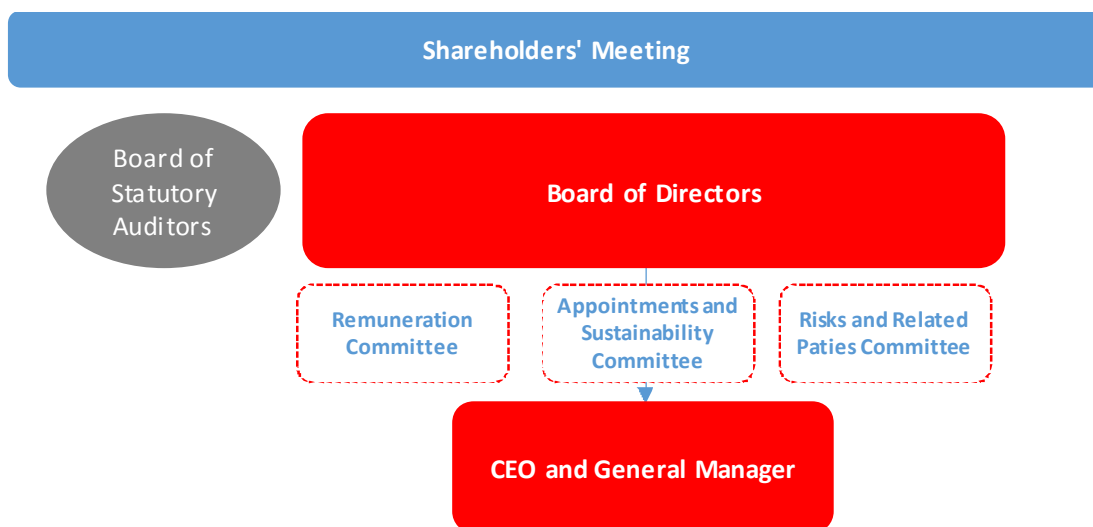 Shareholders' Meeting
Board of
Statutory
Auditors
Board of Directors
Remuneration
Committee
Appointments and
Sustainability
Committee
Risks and Related
Paties Committee
CEO and General Manager